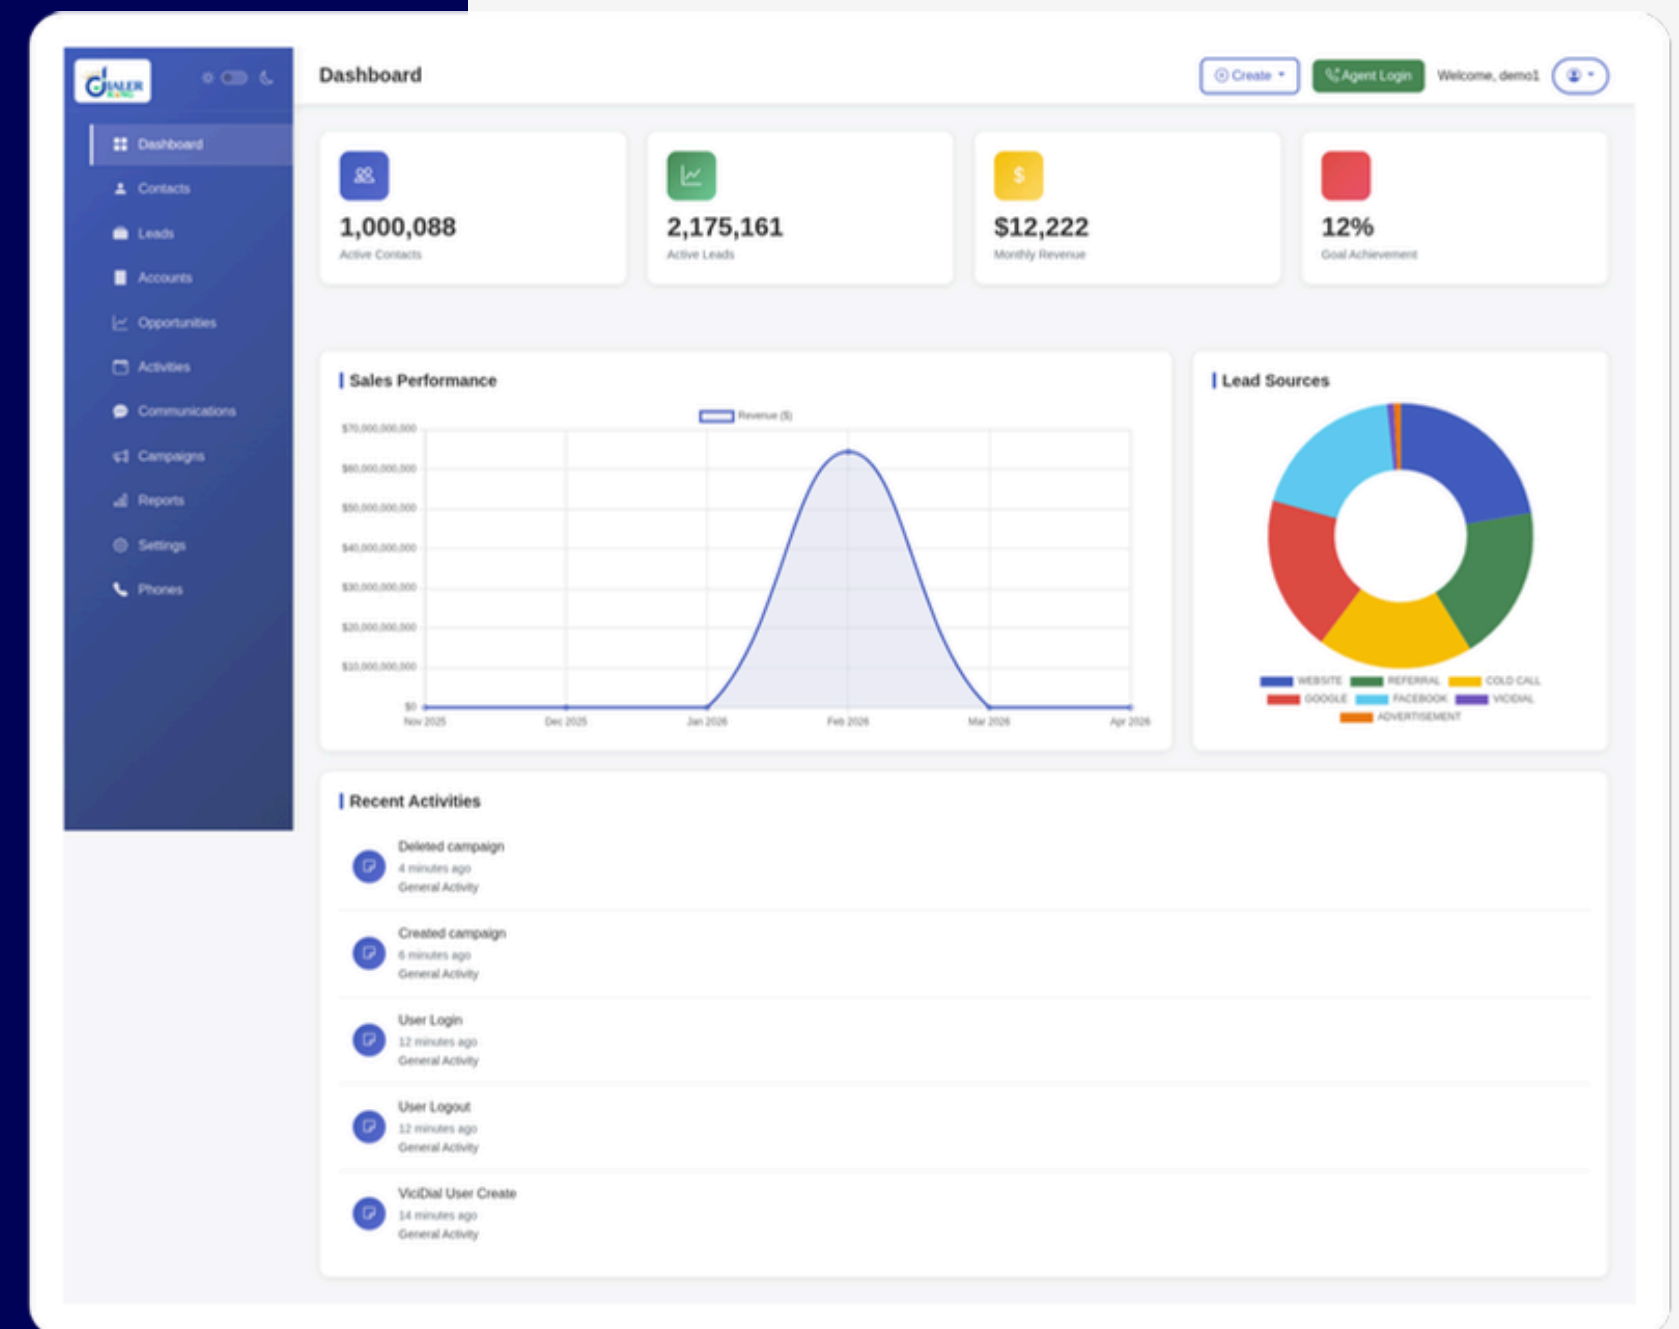 DIALER KING
Dashboard
Create
Agent Login
Welcome, demo1
Dashboard
Contacts
Leads
Accounts
Opportunities
Activities
Communications
Campaigns
Reports
Settings
Phones
1,000,088
Active Contacts
2,175,161
Active Leads
$
$12,222
Monthly Revenue
12%
Goal Achievement
Sales Performance
Revenue ($)
$70,000,000,000
$60,000,000,000
$50,000,000,000
$40,000,000,000
$30,000,000,000
$20,000,000,000
$10,000,000,000
$0
Nov 2025 Dec 2025 Jan 2026 Feb 2026 Mar 2026 Apr 2026
Lead Sources
WEBSITE REFERRAL COLD CALL
GOOGLE FACEBOOK VICIDIAL
ADVERTISEMENT
Recent Activities
Deleted campaign
4 minutes ago
General Activity
Created campaign
6 minutes ago
General Activity
User Login
12 minutes ago
General Activity
User Logout
12 minutes ago
General Activity
ViciDial User Create
14 minutes ago
General Activity